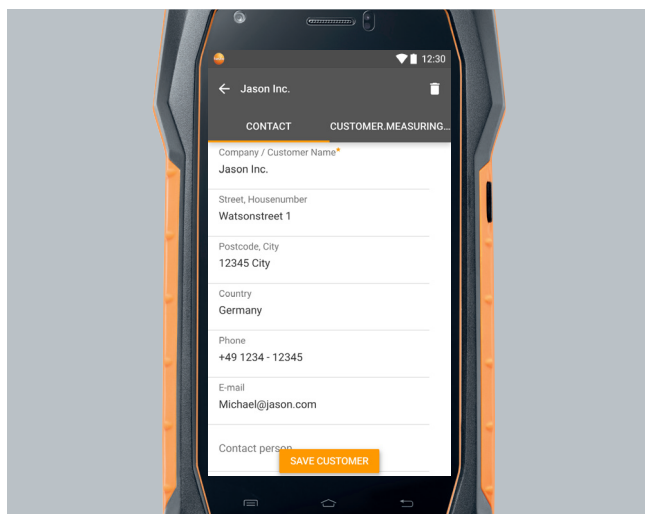 12:30
Jason Inc.
CONTACT CUSTOMER.MEASURING...
Company / Customer Name*
Jason Inc.
Street, Housenumber
Watsonstreet 1
Postcode, City
12345 City
Country
Germany
Phone
+49 1234 - 12345
E-mail
Michael@jason.com
Contact person
SAVE CUSTOMER